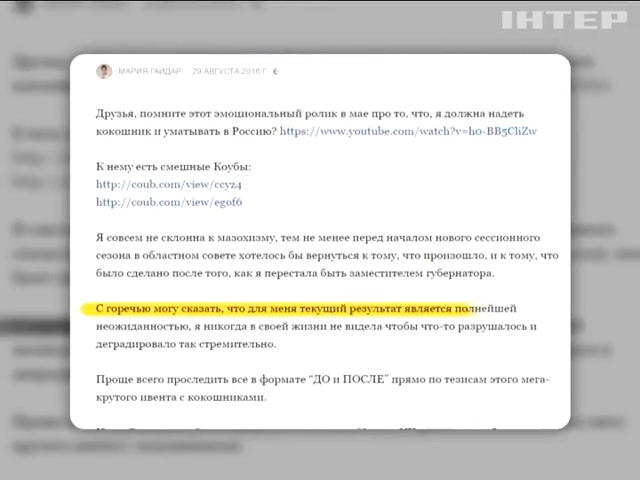 ІНТЕР
МАРИЯ ГАЙДАР 29 АВГУСТА 2016 Г.
Друзья, помните этот эмоциональный ролик в мае про то, что, я должна надеть
кокошник и уматывать в Россию? https://www.youtube.com/watch?v=h0-BB5CliZw
К нему есть смешные Коубы:
http://coub.com/view/ccyz4
http://coub.com/view/egof6
Я совсем не склонна к мазохизму, тем не менее перед началом нового сессионного
сезона в областном совете хотелось бы вернуться к тому, что произошло, и к тому, что
было сделано после того, как я перестала быть заместителем губернатора.
С горечью могу сказать, что для меня текущий результат является полнейшей
неожиданностью, я никогда в своей жизни не видела чтобы что-то разрушалось и
деградировало так стремительно.
Проще всего проследить все в формате “ДО и ПОСЛЕ” прямо по тезисам этого мега-
крутого ивента с кокошниками.